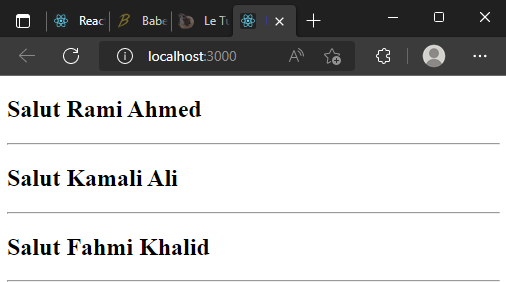 Reac
Babe
Le Tu
localhost:3000
Salut Rami Ahmed
Salut Kamali Ali
Salut Fahmi Khalid